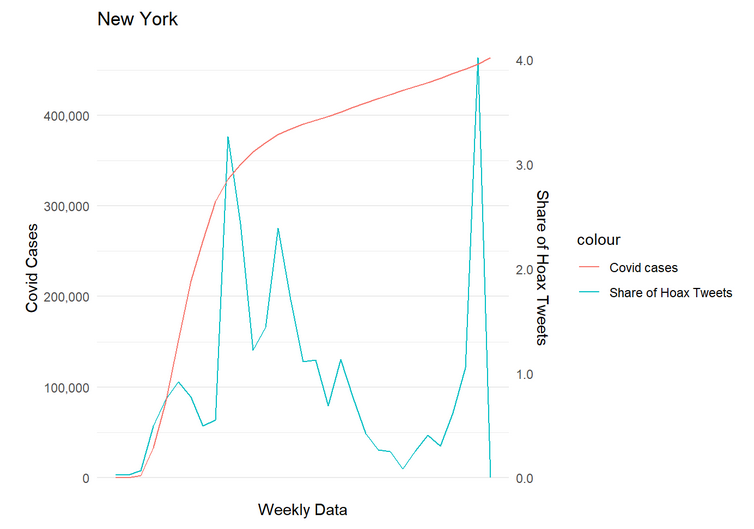 New York
Covid Cases
400,000
300,000
200,000
100,000
0
4.0
3.0
2.0
1.0
0.0
Share of Hoax Tweets
Weekly Data
colour
Covid cases
Share of Hoax Tweets